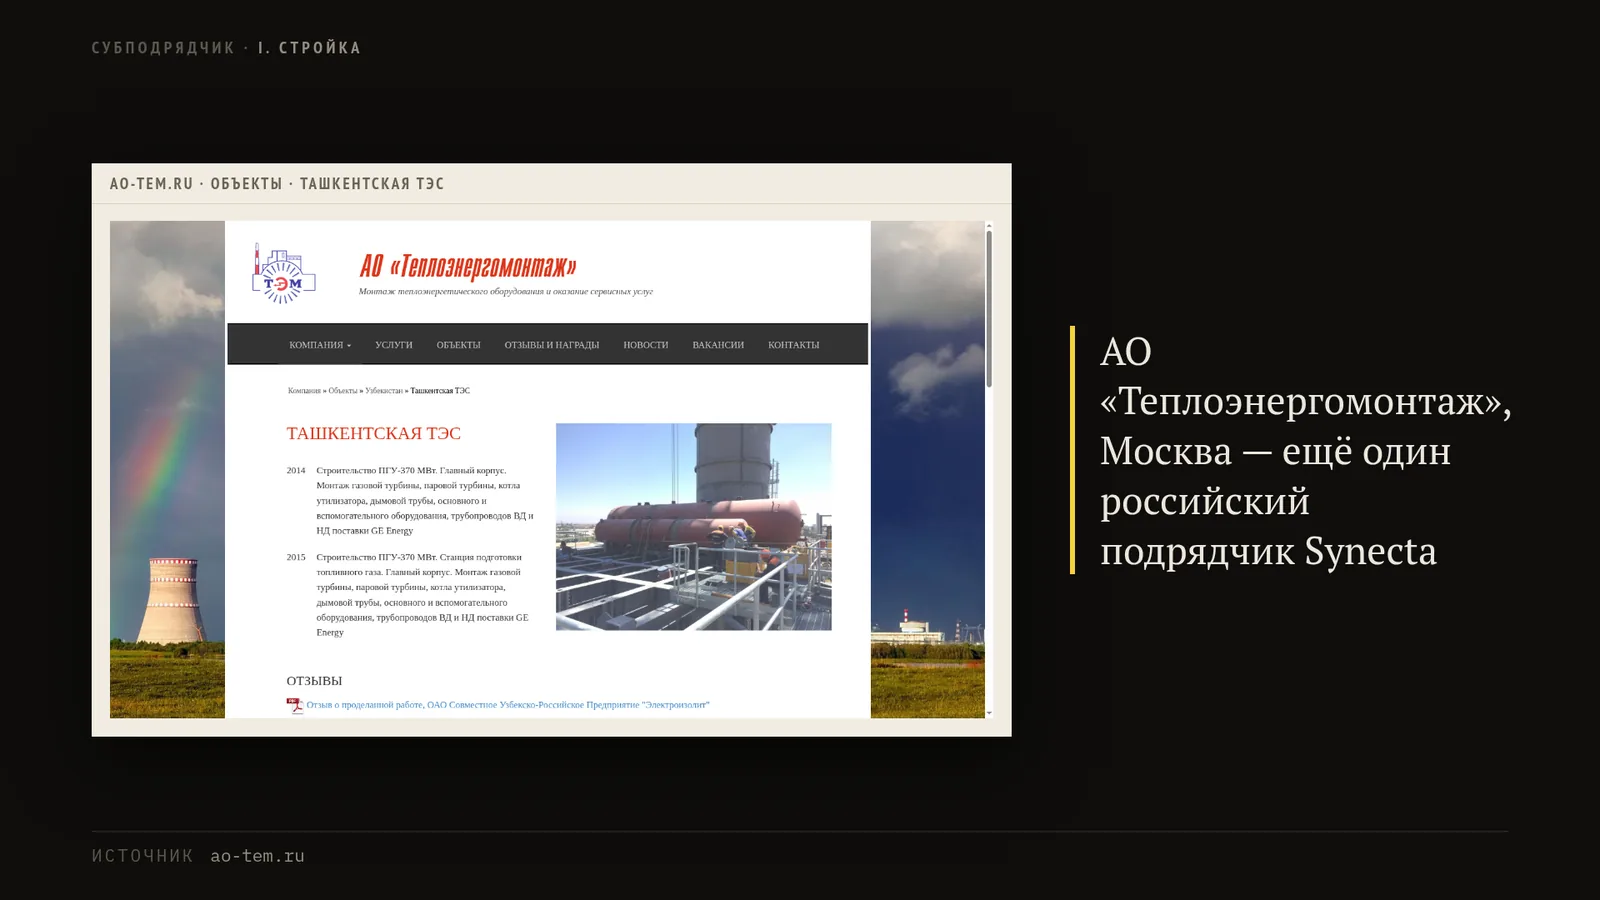 СУБПОДРЯДЧИК · I. СТРОЙКА
AO-TEM.RU · ОБЪЕКТЫ · ТАШКЕНТСКАЯ ТЭС
ТЭМ
АО «Теплоэнергомонтаж»
Монтаж теплоэнергетического оборудования и оказание сервисных услуг
КОМПАНИЯ УСЛУГИ ОБЪЕКТЫ ОТЗЫВЫ И НАГРАДЫ НОВОСТИ ВАКАНСИИ КОНТАКТЫ
Компания » Объекты » Узбекистан » Ташкентская ТЭС
ТАШКЕНТСКАЯ ТЭС
2014 Строительство ПГУ-370 МВт. Главный корпус.
Монтаж газовой турбины, паровой турбины, котла
утилизатора, дымовой трубы, основного и
вспомогательного оборудования, трубопроводов ВД и
НД поставки GE Energy
2015 Строительство ПГУ-370 МВт. Станция подготовки
топливного газа. Главный корпус. Монтаж газовой
турбины, паровой турбины, котла утилизатора,
дымовой трубы, основного и вспомогательного
оборудования, трубопроводов ВД и НД поставки GE
Energy
ОТЗЫВЫ
Отзыв о проделанной работе, ОАО Совместное Узбекско-Российское Предприятие "Электроизолит"
АО
«Теплоэнергомонтаж»,
Москва — ещё один
российский
подрядчик Synecta
ИСТОЧНИК ao-tem.ru